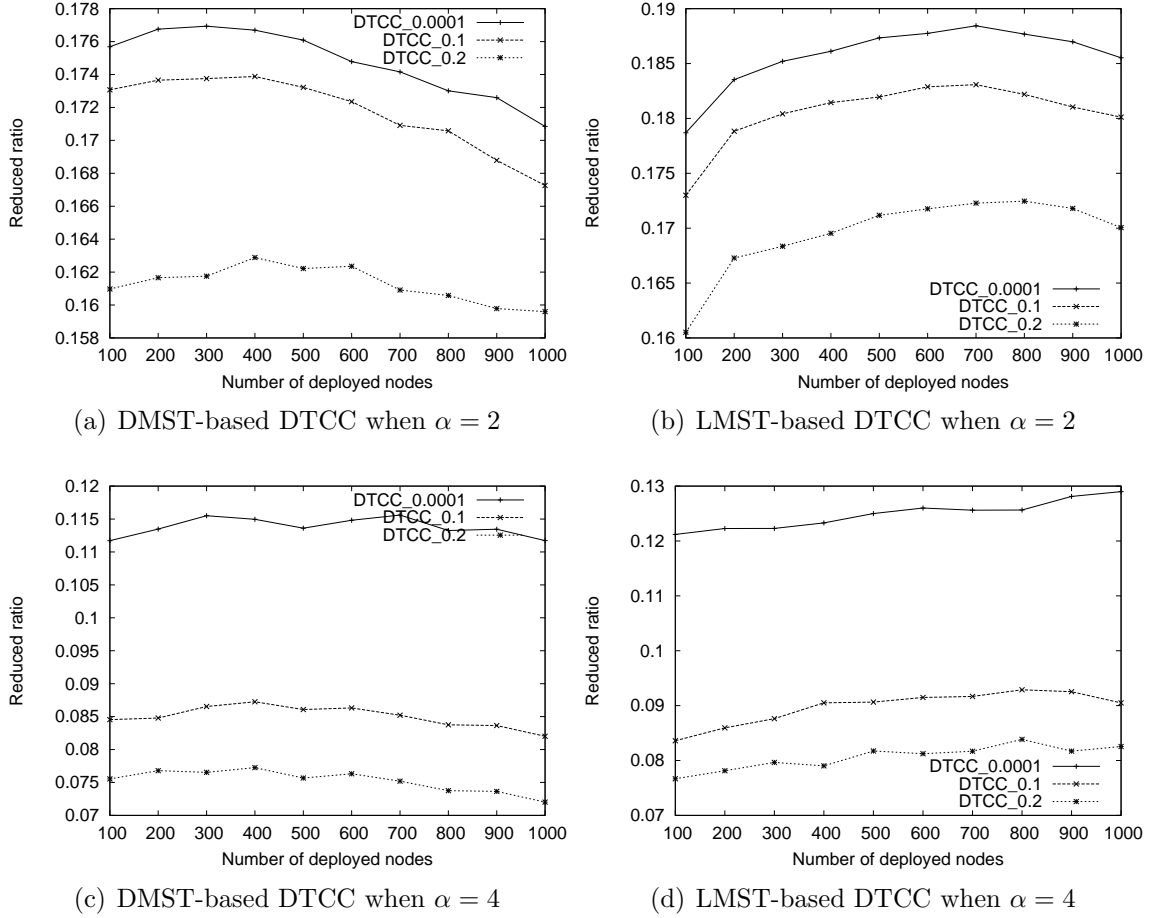 0.178
0.176
0.174
0.172
0.17
0.168
0.166
0.164
0.162
0.16
0.158
100 200 300 400 500 600 700 800 900 1000
Reduced ratio
Number of deployed nodes
DTCC_0.0001
DTCC_0.1
DTCC_0.2
(a) DMST-based DTCC when α = 2
0.19
0.185
0.18
0.175
0.17
0.165
0.16
100 200 300 400 500 600 700 800 900 1000
Reduced ratio
Number of deployed nodes
DTCC_0.0001
DTCC_0.1
DTCC_0.2
(b) LMST-based DTCC when α = 2
0.12
0.115
0.11
0.105
0.1
0.095
0.09
0.085
0.08
0.075
0.07
100 200 300 400 500 600 700 800 900 1000
Reduced ratio
Number of deployed nodes
DTCC_0.0001
DTCC_0.1
DTCC_0.2
(c) DMST-based DTCC when α = 4
0.13
0.12
0.11
0.1
0.09
0.08
0.07
100 200 300 400 500 600 700 800 900 1000
Reduced ratio
Number of deployed nodes
DTCC_0.0001
DTCC_0.1
DTCC_0.2
(d) LMST-based DTCC when α = 4